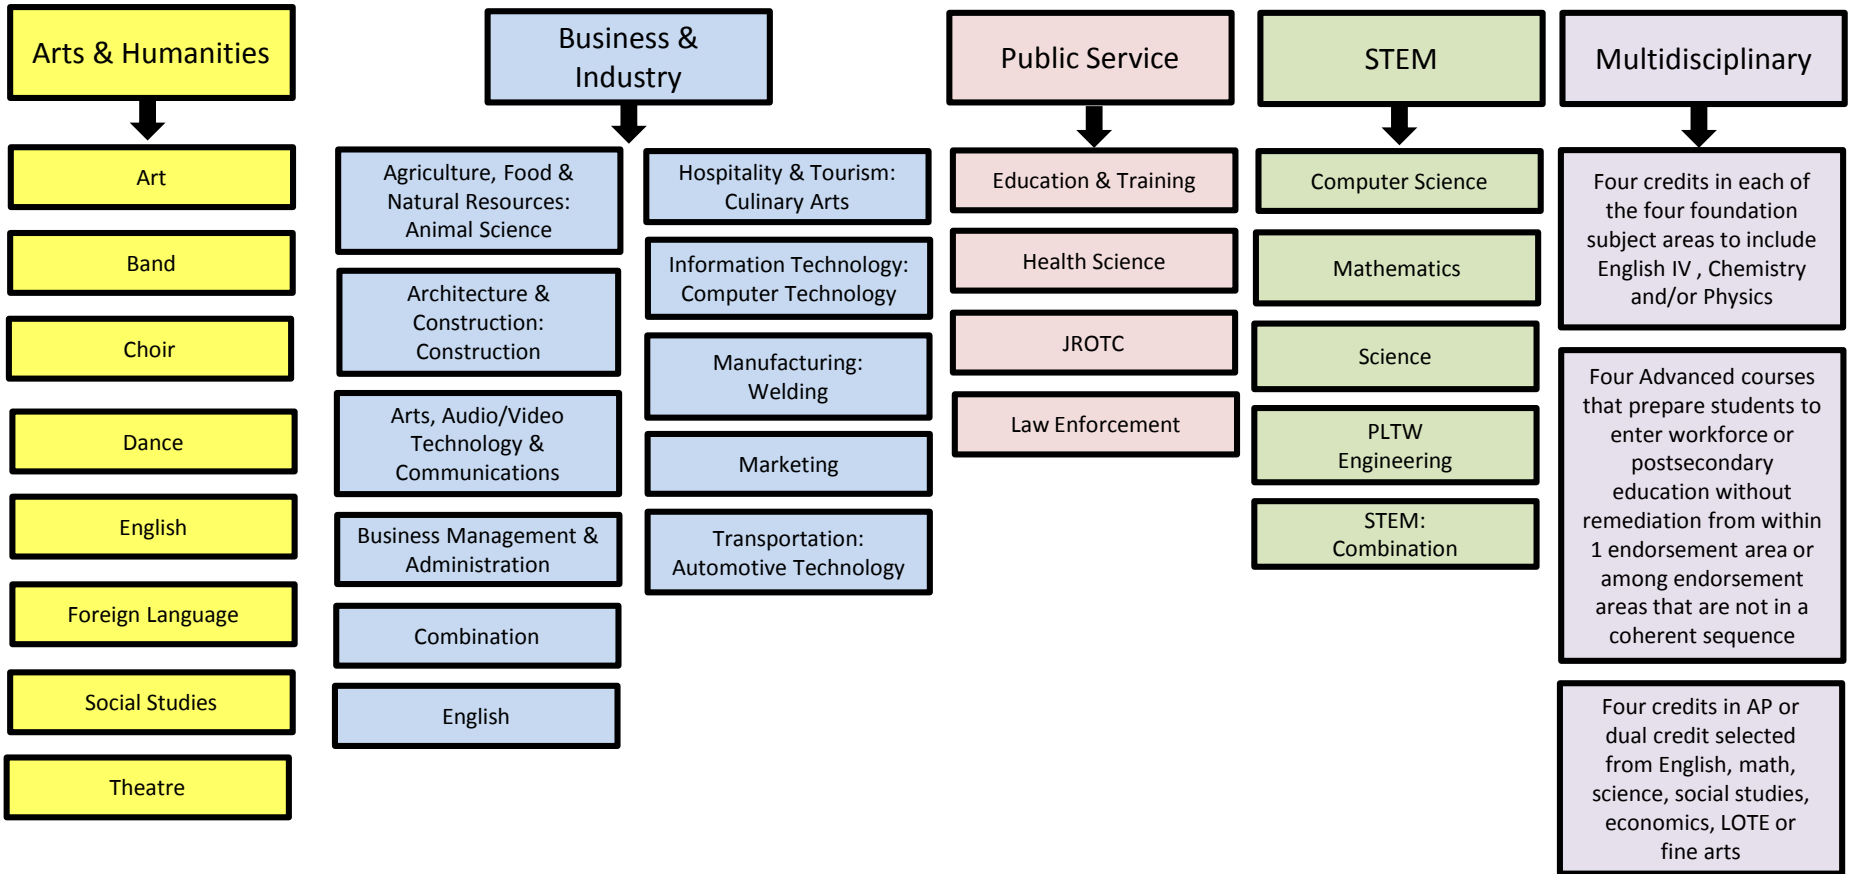 Arts & Humanities
Art
Band
Choir
Dance
English
Foreign Language
Social Studies
Theatre
Business &
Industry
Agriculture, Food &
Natural Resources:
Animal Science
Architecture &
Construction:
Construction
Arts, Audio/Video
Technology &
Communications
Business Management &
Administration
Combination
English
Hospitality & Tourism:
Culinary Arts
Information Technology:
Computer Technology
Manufacturing:
Welding
Marketing
Transportation:
Automotive Technology
Public Service
Education & Training
Health Science
JROTC
Law Enforcement
STEM
Computer Science
Mathematics
Science
PLTW
Engineering
STEM:
Combination
Multidisciplinary
Four credits in each of
the four foundation
subject areas to include
English IV , Chemistry
and/or Physics
Four Advanced courses
that prepare students to
enter workforce or
postsecondary
education without
remediation from within
1 endorsement area or
among endorsement
areas that are not in a
coherent sequence
Four credits in AP or
dual credit selected
from English, math,
science, social studies,
economics, LOTE or
fine arts